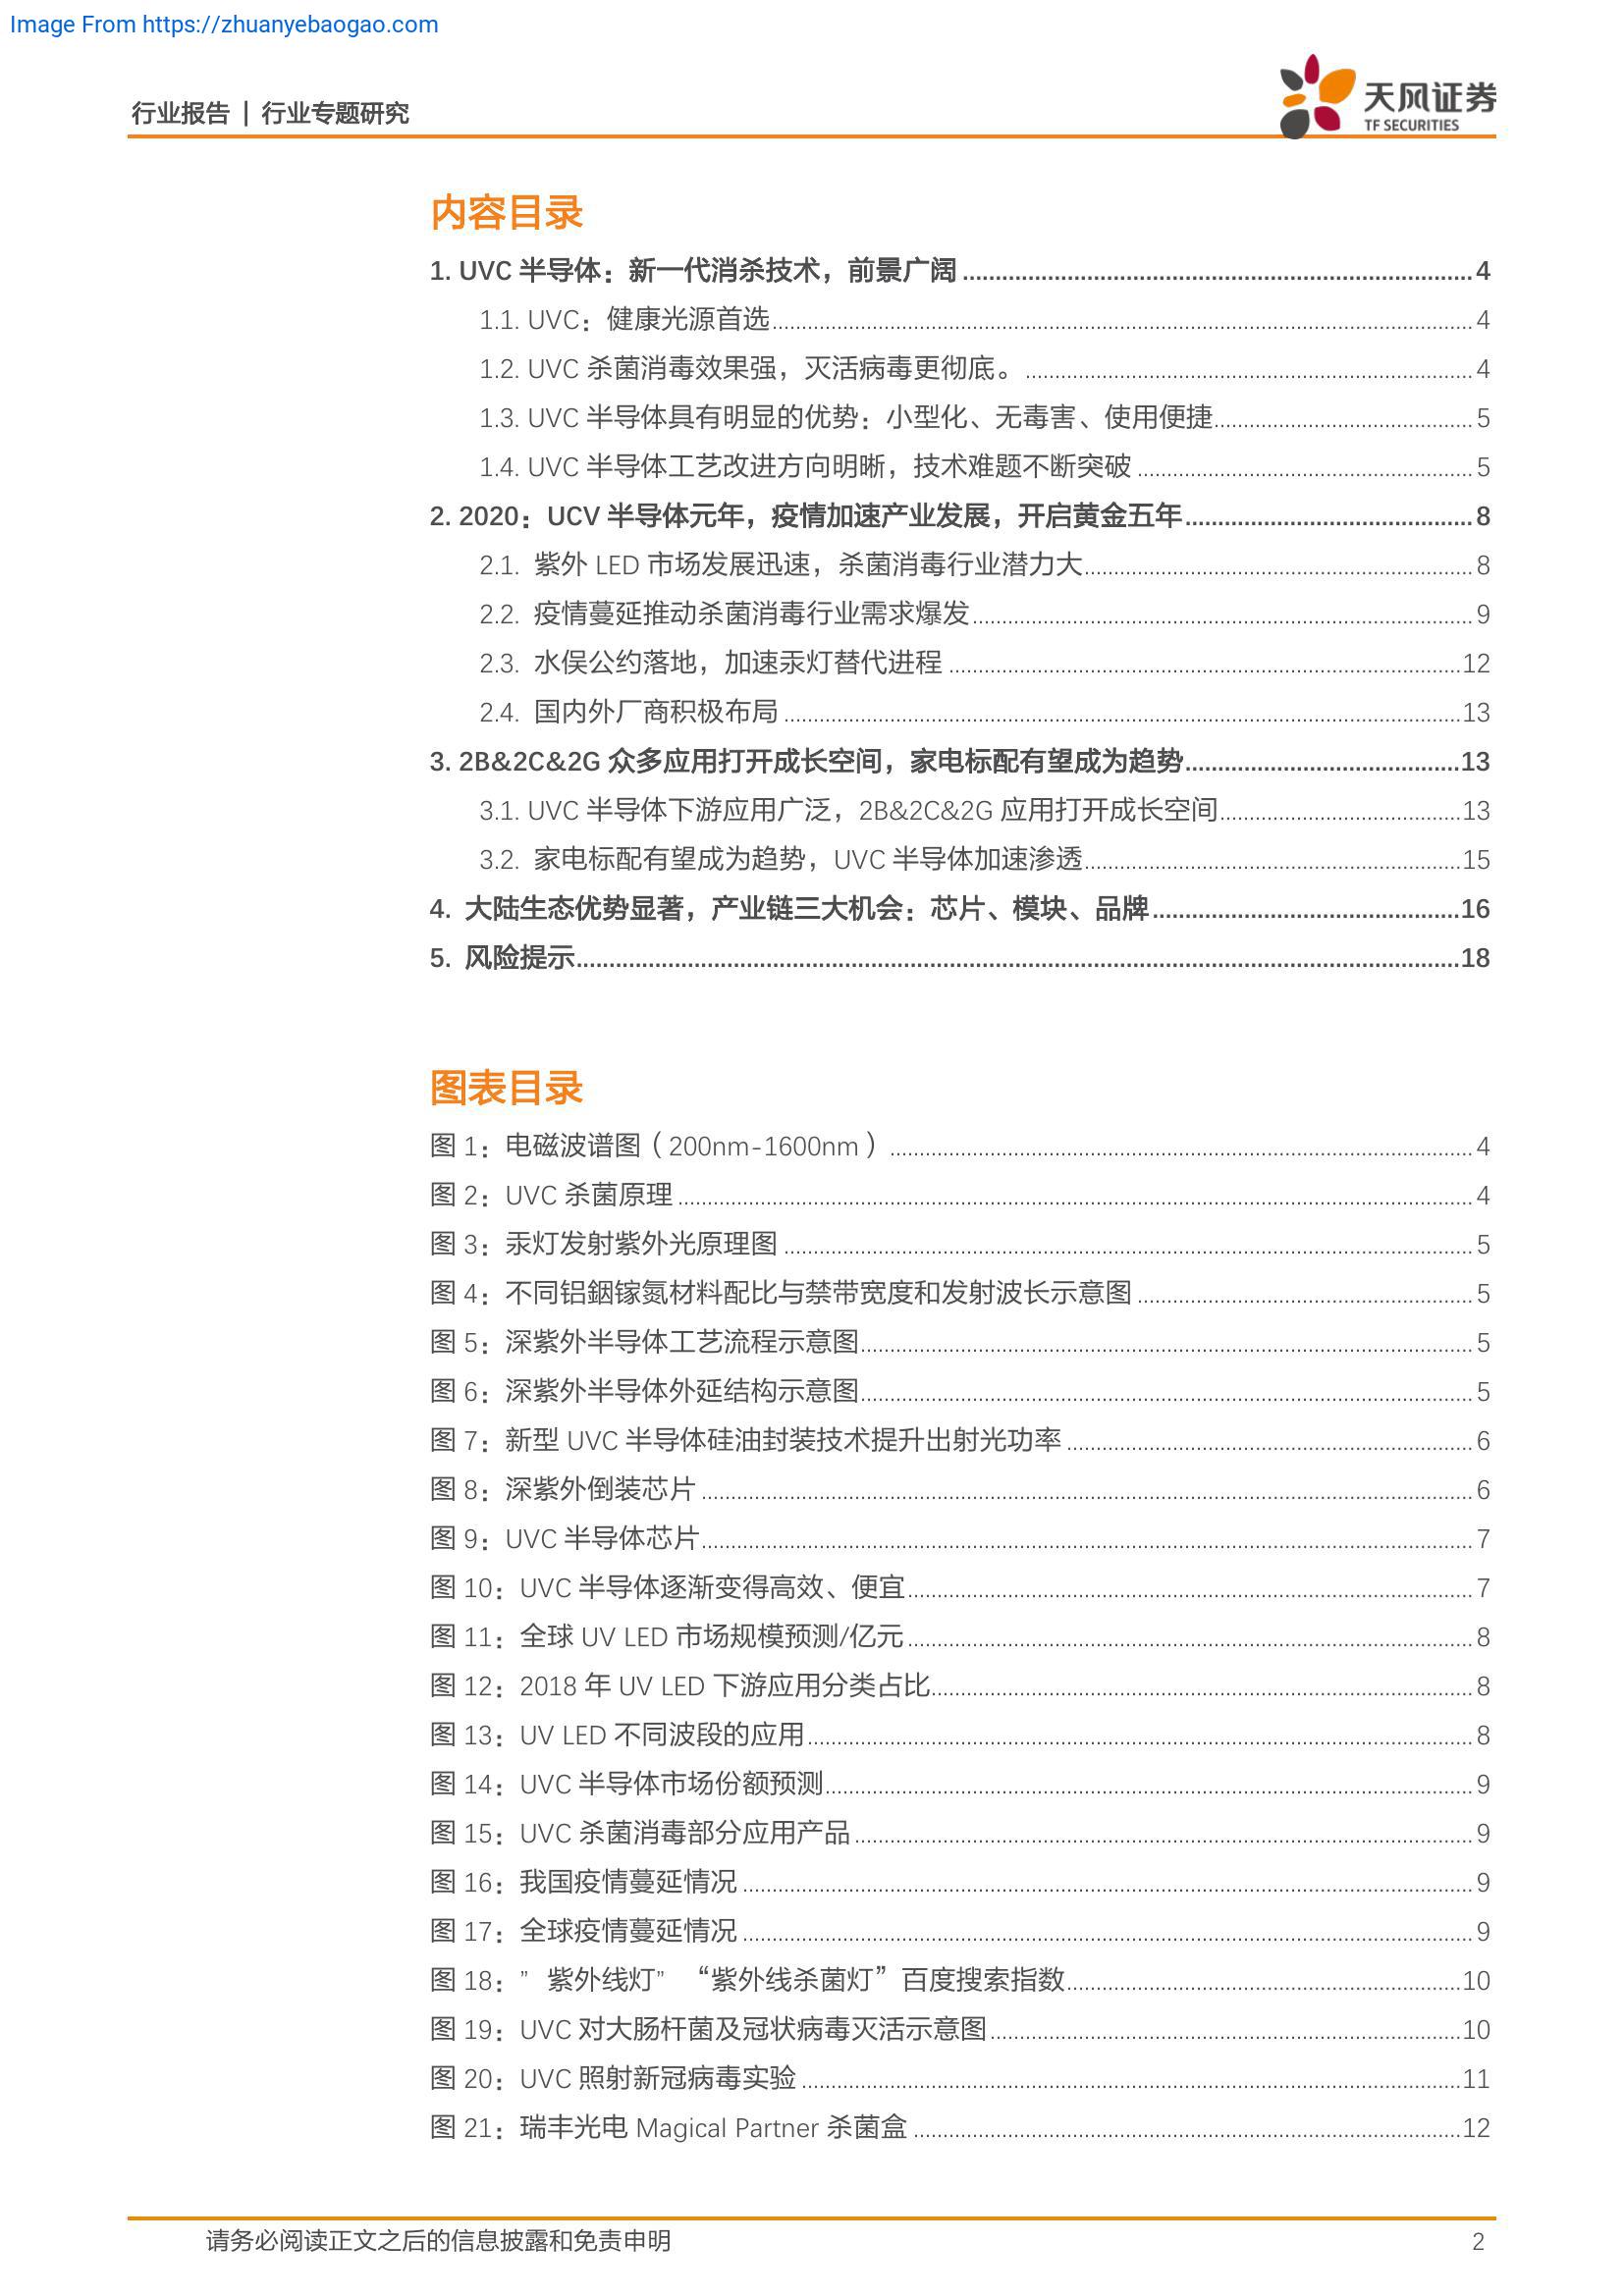 Image From https://zhuanyebaogao.com
行业报告 | 行业专题研究
天风证券
TF SECURITIES
内容目录
1. UVC 半导体：新一代消杀技术，前景广阔 4
1.1. UVC：健康光源首选 4
1.2. UVC 杀菌消毒效果强，灭活病毒更彻底。 4
1.3. UVC 半导体具有明显的优势：小型化、无毒害、使用便捷 5
1.4. UVC 半导体工艺改进方向明晰，技术难题不断突破 5
2. 2020：UCV 半导体元年，疫情加速产业发展，开启黄金五年 8
2.1. 紫外 LED 市场发展迅速，杀菌消毒行业潜力大 8
2.2. 疫情蔓延推动杀菌消毒行业需求爆发 9
2.3. 水俣公约落地，加速汞灯替代进程 12
2.4. 国内外厂商积极布局 13
3. 2B&2C&2G 众多应用打开成长空间，家电标配有望成为趋势 13
3.1. UVC 半导体下游应用广泛，2B&2C&2G 应用打开成长空间 13
3.2. 家电标配有望成为趋势，UVC 半导体加速渗透 15
4. 大陆生态优势显著，产业链三大机会：芯片、模块、品牌 16
5. 风险提示 18
图表目录
图 1：电磁波谱图（200nm-1600nm） 4
图 2：UVC 杀菌原理 4
图 3：汞灯发射紫外光原理图 5
图 4：不同铝銦镓氮材料配比与禁带宽度和发射波长示意图 5
图 5：深紫外半导体工艺流程示意图 5
图 6：深紫外半导体外延结构示意图 5
图 7：新型 UVC 半导体硅油封装技术提升出射光功率 6
图 8：深紫外倒装芯片 6
图 9：UVC 半导体芯片 7
图 10：UVC 半导体逐渐变得高效、便宜 7
图 11：全球 UV LED 市场规模预测/亿元 8
图 12：2018 年 UV LED 下游应用分类占比 8
图 13：UV LED 不同波段的应用 8
图 14：UVC 半导体市场份额预测 9
图 15：UVC 杀菌消毒部分应用产品 9
图 16：我国疫情蔓延情况 9
图 17：全球疫情蔓延情况 9
图 18：”紫外线灯” “紫外线杀菌灯”百度搜索指数 10
图 19：UVC 对大肠杆菌及冠状病毒灭活示意图 10
图 20：UVC 照射新冠病毒实验 11
图 21：瑞丰光电 Magical Partner 杀菌盒 12
请务必阅读正文之后的信息披露和免责申明
2